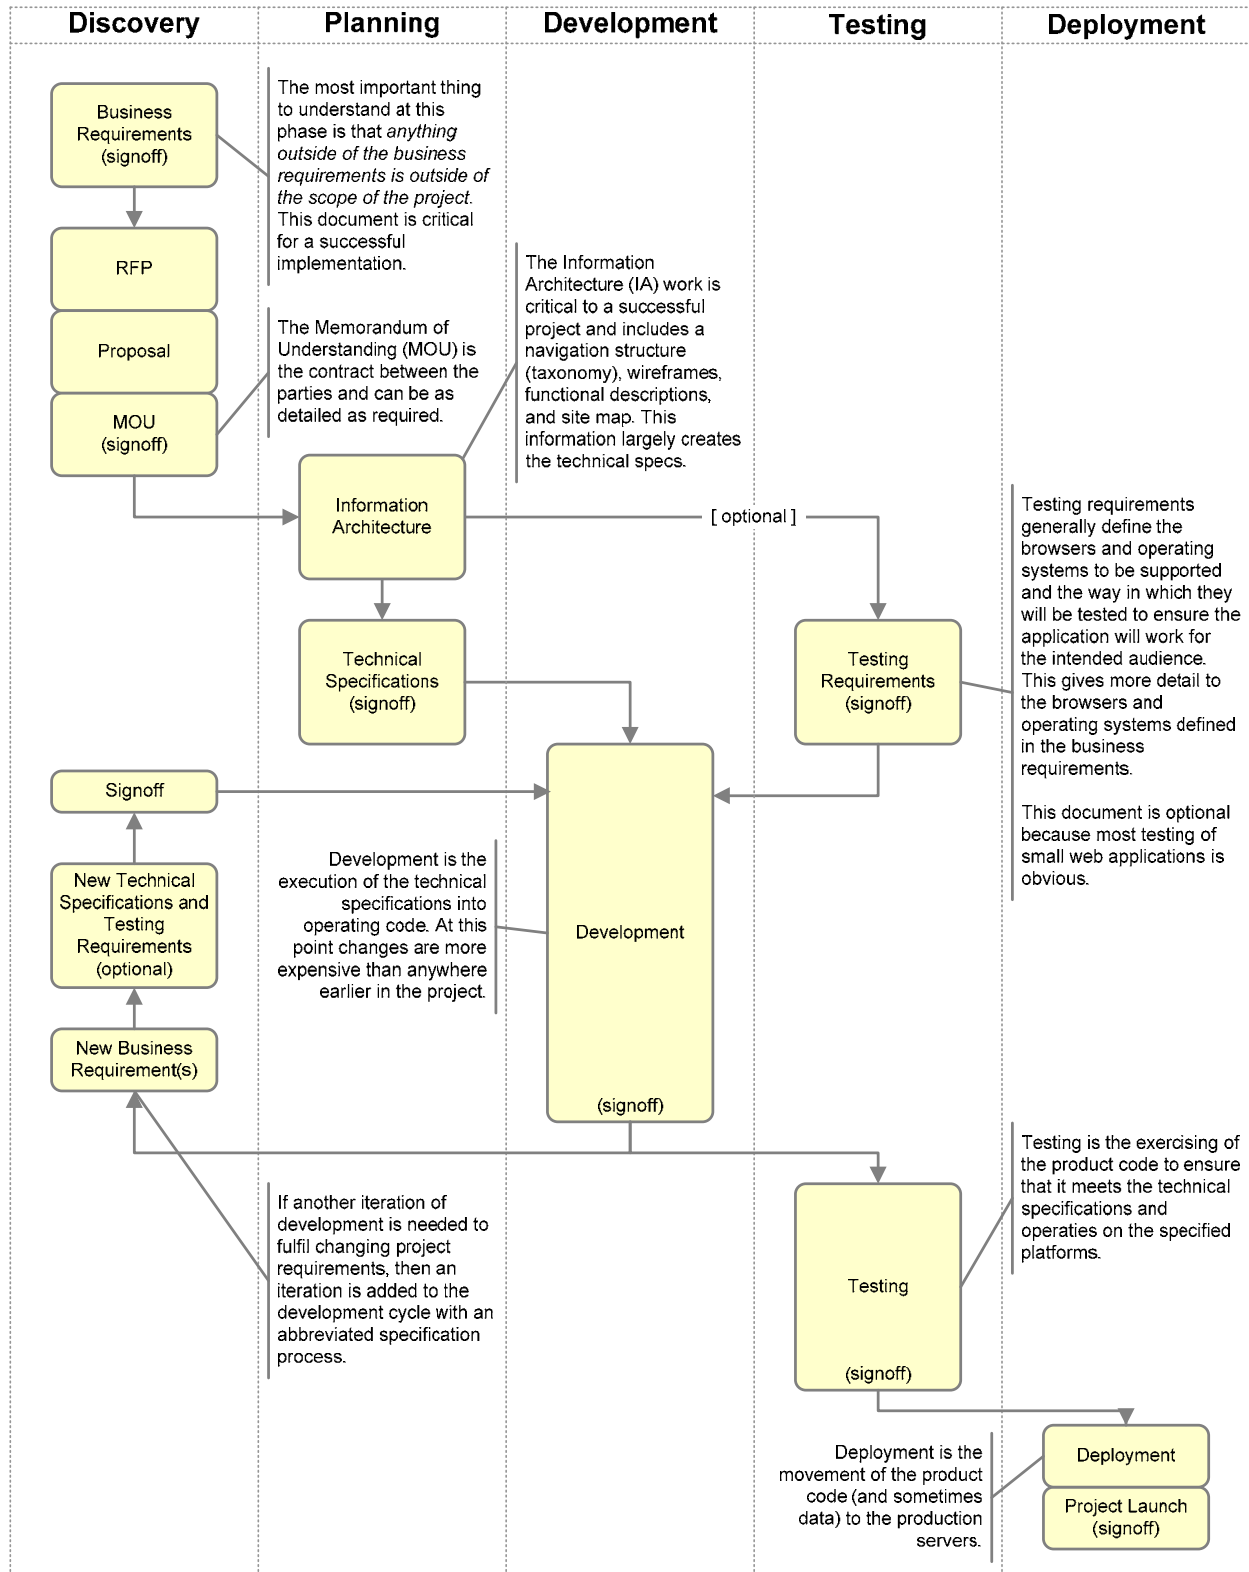 Discovery
Planning
Development
Testing
Deployment
Business
Requirements
(signoff)
The most important thing
to understand at this
phase is that anything
outside of the business
requirements is outside of
the scope of the project.
This document is critical
for a successful
implementation.
RFP
Proposal
MOU
(signoff)
The Memorandum of
Understanding (MOU) is
the contract between the
parties and can be as
detailed as required.
The Information
Architecture (IA) work is
critical to a successful
project and includes a
navigation structure
(taxonomy), wireframes,
functional descriptions,
and site map. This
information largely creates
the technical specs.
Information
Architecture
[ optional ]
Testing requirements
generally define the
browsers and operating
systems to be supported
and the way in which they
will be tested to ensure the
application will work for
the intended audience.
This gives more detail to
the browsers and
operating systems defined
in the business
requirements.
This document is optional
because most testing of
small web applications is
obvious.
Technical
Specifications
(signoff)
Testing
Requirements
(signoff)
Signoff
New Technical
Specifications and
Testing
Requirements
(optional)
New Business
Requirement(s)
Development is the
execution of the technical
specifications into
operating code. At this
point changes are more
expensive than anywhere
earlier in the project.
Development
(signoff)
If another iteration of
development is needed to
fulfil changing project
requirements, then an
iteration is added to the
development cycle with an
abbreviated specification
process.
Testing is the exercising of
the product code to ensure
that it meets the technical
specifications and
operaties on the specified
platforms.
Testing
(signoff)
Deployment is the
movement of the product
code (and sometimes
data) to the production
servers.
Deployment
Project Launch
(signoff)